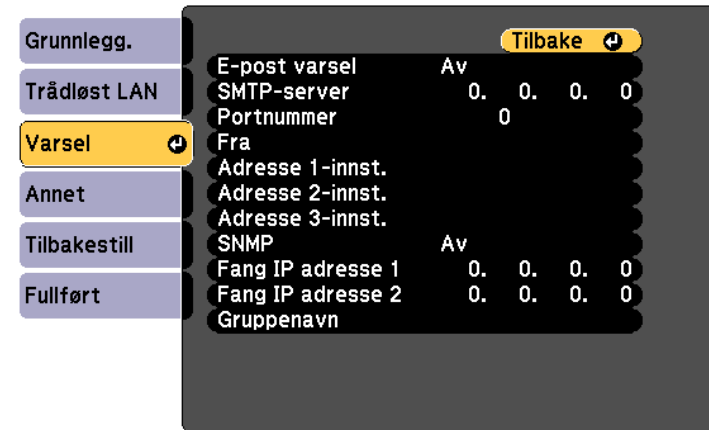 Grunnlegg.
Trådløst LAN
Varsel
Annet
Tilbakestill
Fullført
Tilbake
E-post varsel Av
SMTP-server 0. 0. 0. 0
Portnummer 0
Fra
Adresse 1-innst.
Adresse 2-innst.
Adresse 3-innst.
SNMP Av
Fang IP adresse 1 0. 0. 0. 0
Fang IP adresse 2 0. 0. 0. 0
Gruppenavn